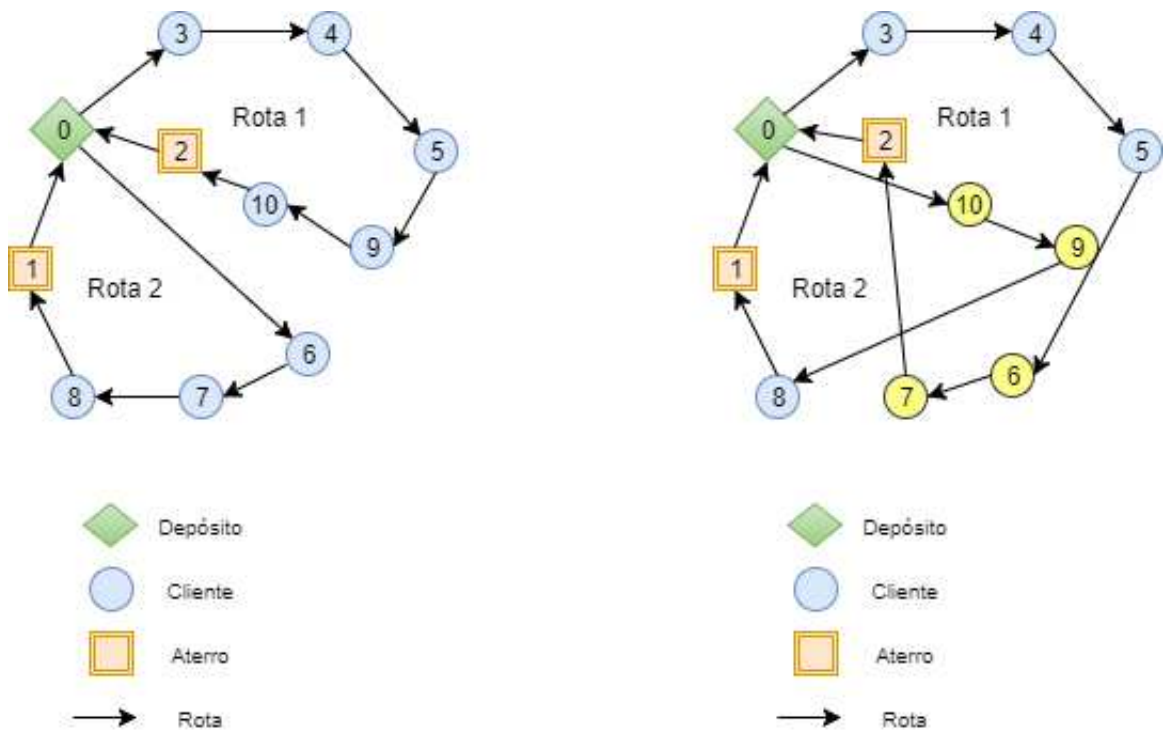 3 4 3 4
0 Rota 1 5 0 Rota 1 5
2 2
10 10
9 9
1 1
Rota 2 Rota 2
6 6
8 7 8 7
Depósito Depósito
Cliente Cliente
Aterro Aterro
Rota Rota